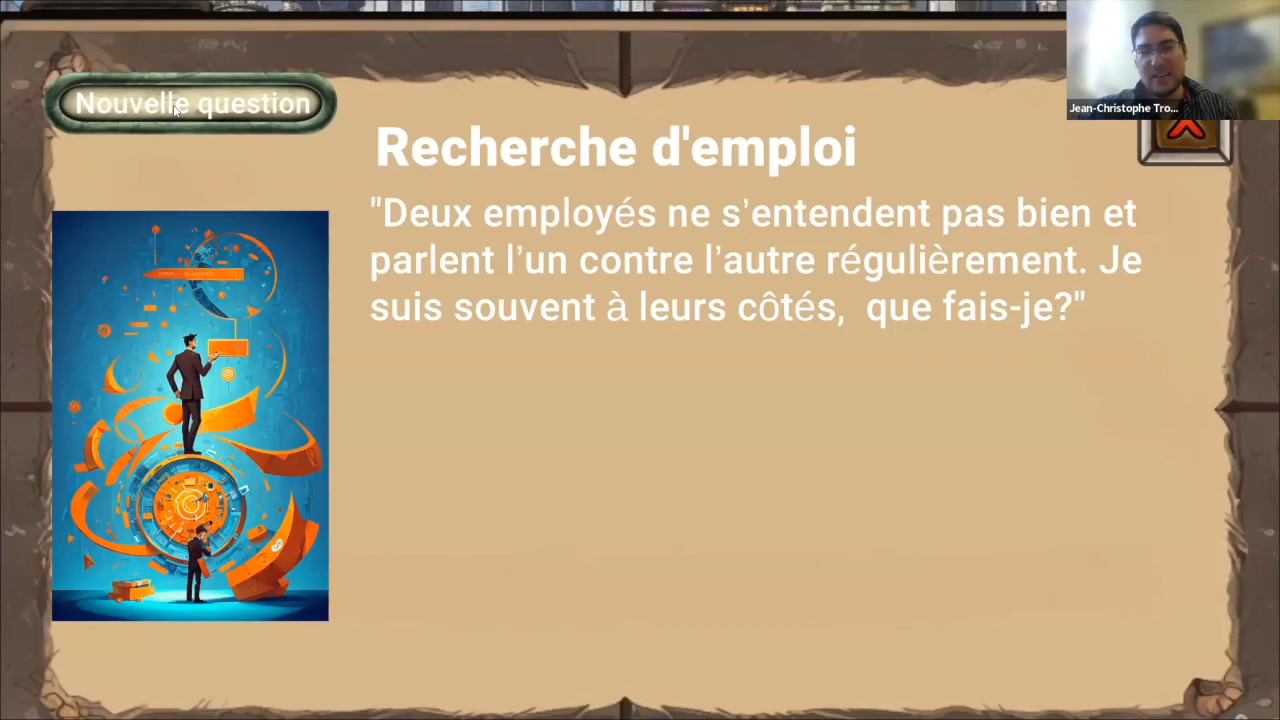 Nouvelle question
Jean-Christophe Tro...
Recherche d'emploi
"Deux employés ne s’entendent pas bien et
parlent l’un contre l’autre régulièrement. Je
suis souvent à leurs côtés,  que fais-je?"